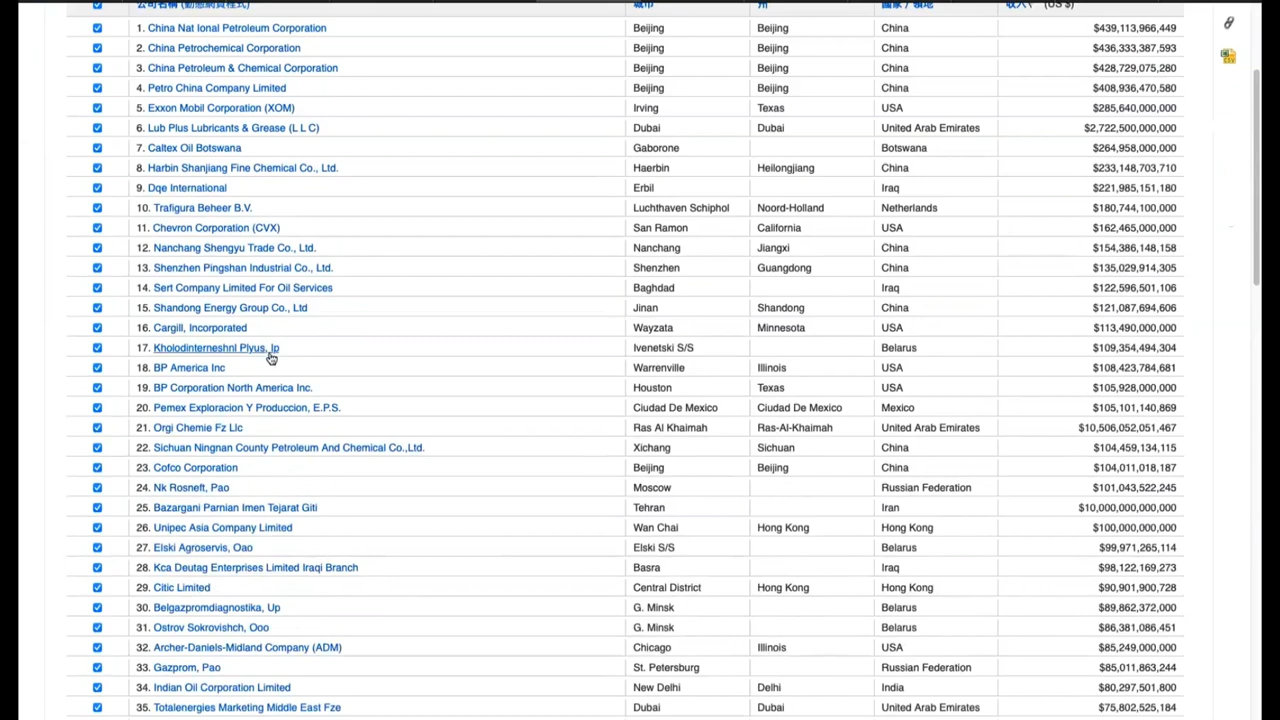 公司名稱 (動態網頁程式) 城市 州 國家 / 領地 (US $)
1. China Nat Ional Petroleum Corporation Beijing Beijing China $439,113,966,449
2. China Petrochemical Corporation Beijing Beijing China $436,333,387,593
3. China Petroleum & Chemical Corporation Beijing Beijing China $428,729,075,280
4. Petro China Company Limited Beijing Beijing China $408,936,470,580
5. Exxon Mobil Corporation (XOM) Irving Texas USA $285,640,000,000
6. Lub Plus Lubricants & Grease (L L C) Dubai Dubai United Arab Emirates $2,722,500,000,000
7. Caltex Oil Botswana Gaborone Botswana $264,958,000,000
8. Harbin Shanjiang Fine Chemical Co., Ltd. Haerbin Heilongjiang China $233,148,703,710
9. Dqe International Erbil Iraq $221,985,151,180
10. Trafigura Beheer B.V. Luchthaven Schiphol Noord-Holland Netherlands $180,744,100,000
11. Chevron Corporation (CVX) San Ramon California USA $162,465,000,000
12. Nanchang Shengyu Trade Co., Ltd. Nanchang Jiangxi China $154,386,148,158
13. Shenzhen Pingshan Industrial Co., Ltd. Shenzhen Guangdong China $135,029,914,305
14. Sert Company Limited For Oil Services Baghdad Iraq $122,596,501,106
15. Shandong Energy Group Co., Ltd Jinan Shandong China $121,087,694,606
16. Cargill, Incorporated Wayzata Minnesota USA $113,490,000,000
17. Kholodinterneshnl Plyus, Ip Ivenetski S/S Belarus $109,354,494,304
18. BP America Inc Warrenville Illinois USA $108,423,784,681
19. BP Corporation North America Inc. Houston Texas USA $105,928,000,000
20. Pemex Exploracion Y Produccion, E.P.S. Ciudad De Mexico Ciudad De Mexico Mexico $105,101,140,869
21. Orgi Chemie Fz Llc Ras Al Khaimah Ras-Al-Khaimah United Arab Emirates $10,506,052,051,467
22. Sichuan Ningnan County Petroleum And Chemical Co.,Ltd. Xichang Sichuan China $104,459,134,115
23. Cofco Corporation Beijing Beijing China $104,011,018,187
24. Nk Rosneft, Pao Moscow Russian Federation $101,043,522,245
25. Bazargani Parnian Imen Tejarat Giti Tehran Iran $10,000,000,000,000
26. Unipec Asia Company Limited Wan Chai Hong Kong Hong Kong $100,000,000,000
27. Elski Agroservis, Oao Elski S/S Belarus $99,971,265,114
28. Kca Deutag Enterprises Limited Iraqi Branch Basra Iraq $98,122,169,273
29. Citic Limited Central District Hong Kong Hong Kong $90,901,900,728
30. Belgazpromdiagnostika, Up G. Minsk Belarus $89,862,372,000
31. Ostrov Sokrovishch, Ooo G. Minsk Belarus $86,381,086,451
32. Archer-Daniels-Midland Company (ADM) Chicago Illinois USA $85,249,000,000
33. Gazprom, Pao St. Petersburg Russian Federation $85,011,863,244
34. Indian Oil Corporation Limited New Delhi Delhi India $80,297,501,800
35. Totalenergies Marketing Middle East Fze Dubai Dubai United Arab Emirates $75,802,525,184
CSV